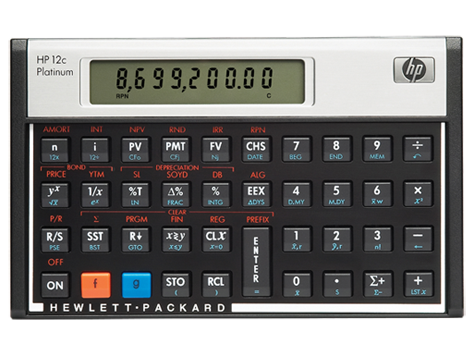 HP 12c
Platinum
8,699,200.00
RPN C
hp
AMORT INT NPV RND IRR RPN
n i PV PMT FV CHS 7 8 9 ÷
12x 12÷ CFo CFj Nj DATE BEG END MEM
BOND DEPRECIATION
PRICE YTM SL SOYD DB ALG
yx 1/x %T Δ% % EEX 4 5 6 ×
√x ex LN FRAC INTG ΔDYS D.MY M.DY x̄w x2
CLEAR
P/R Σ PRGM FIN REG PREFIX
R/S SST R↓ x≷y CLX ENTER 1 2 3 −
PSE BST GTO x≤y x=0 = x̂,r ŷ,r n! ←
OFF
ON f g STO RCL 0 . Σ+ +
( ) x̄ s Σ− LST x
HEWLETT·PACKARD